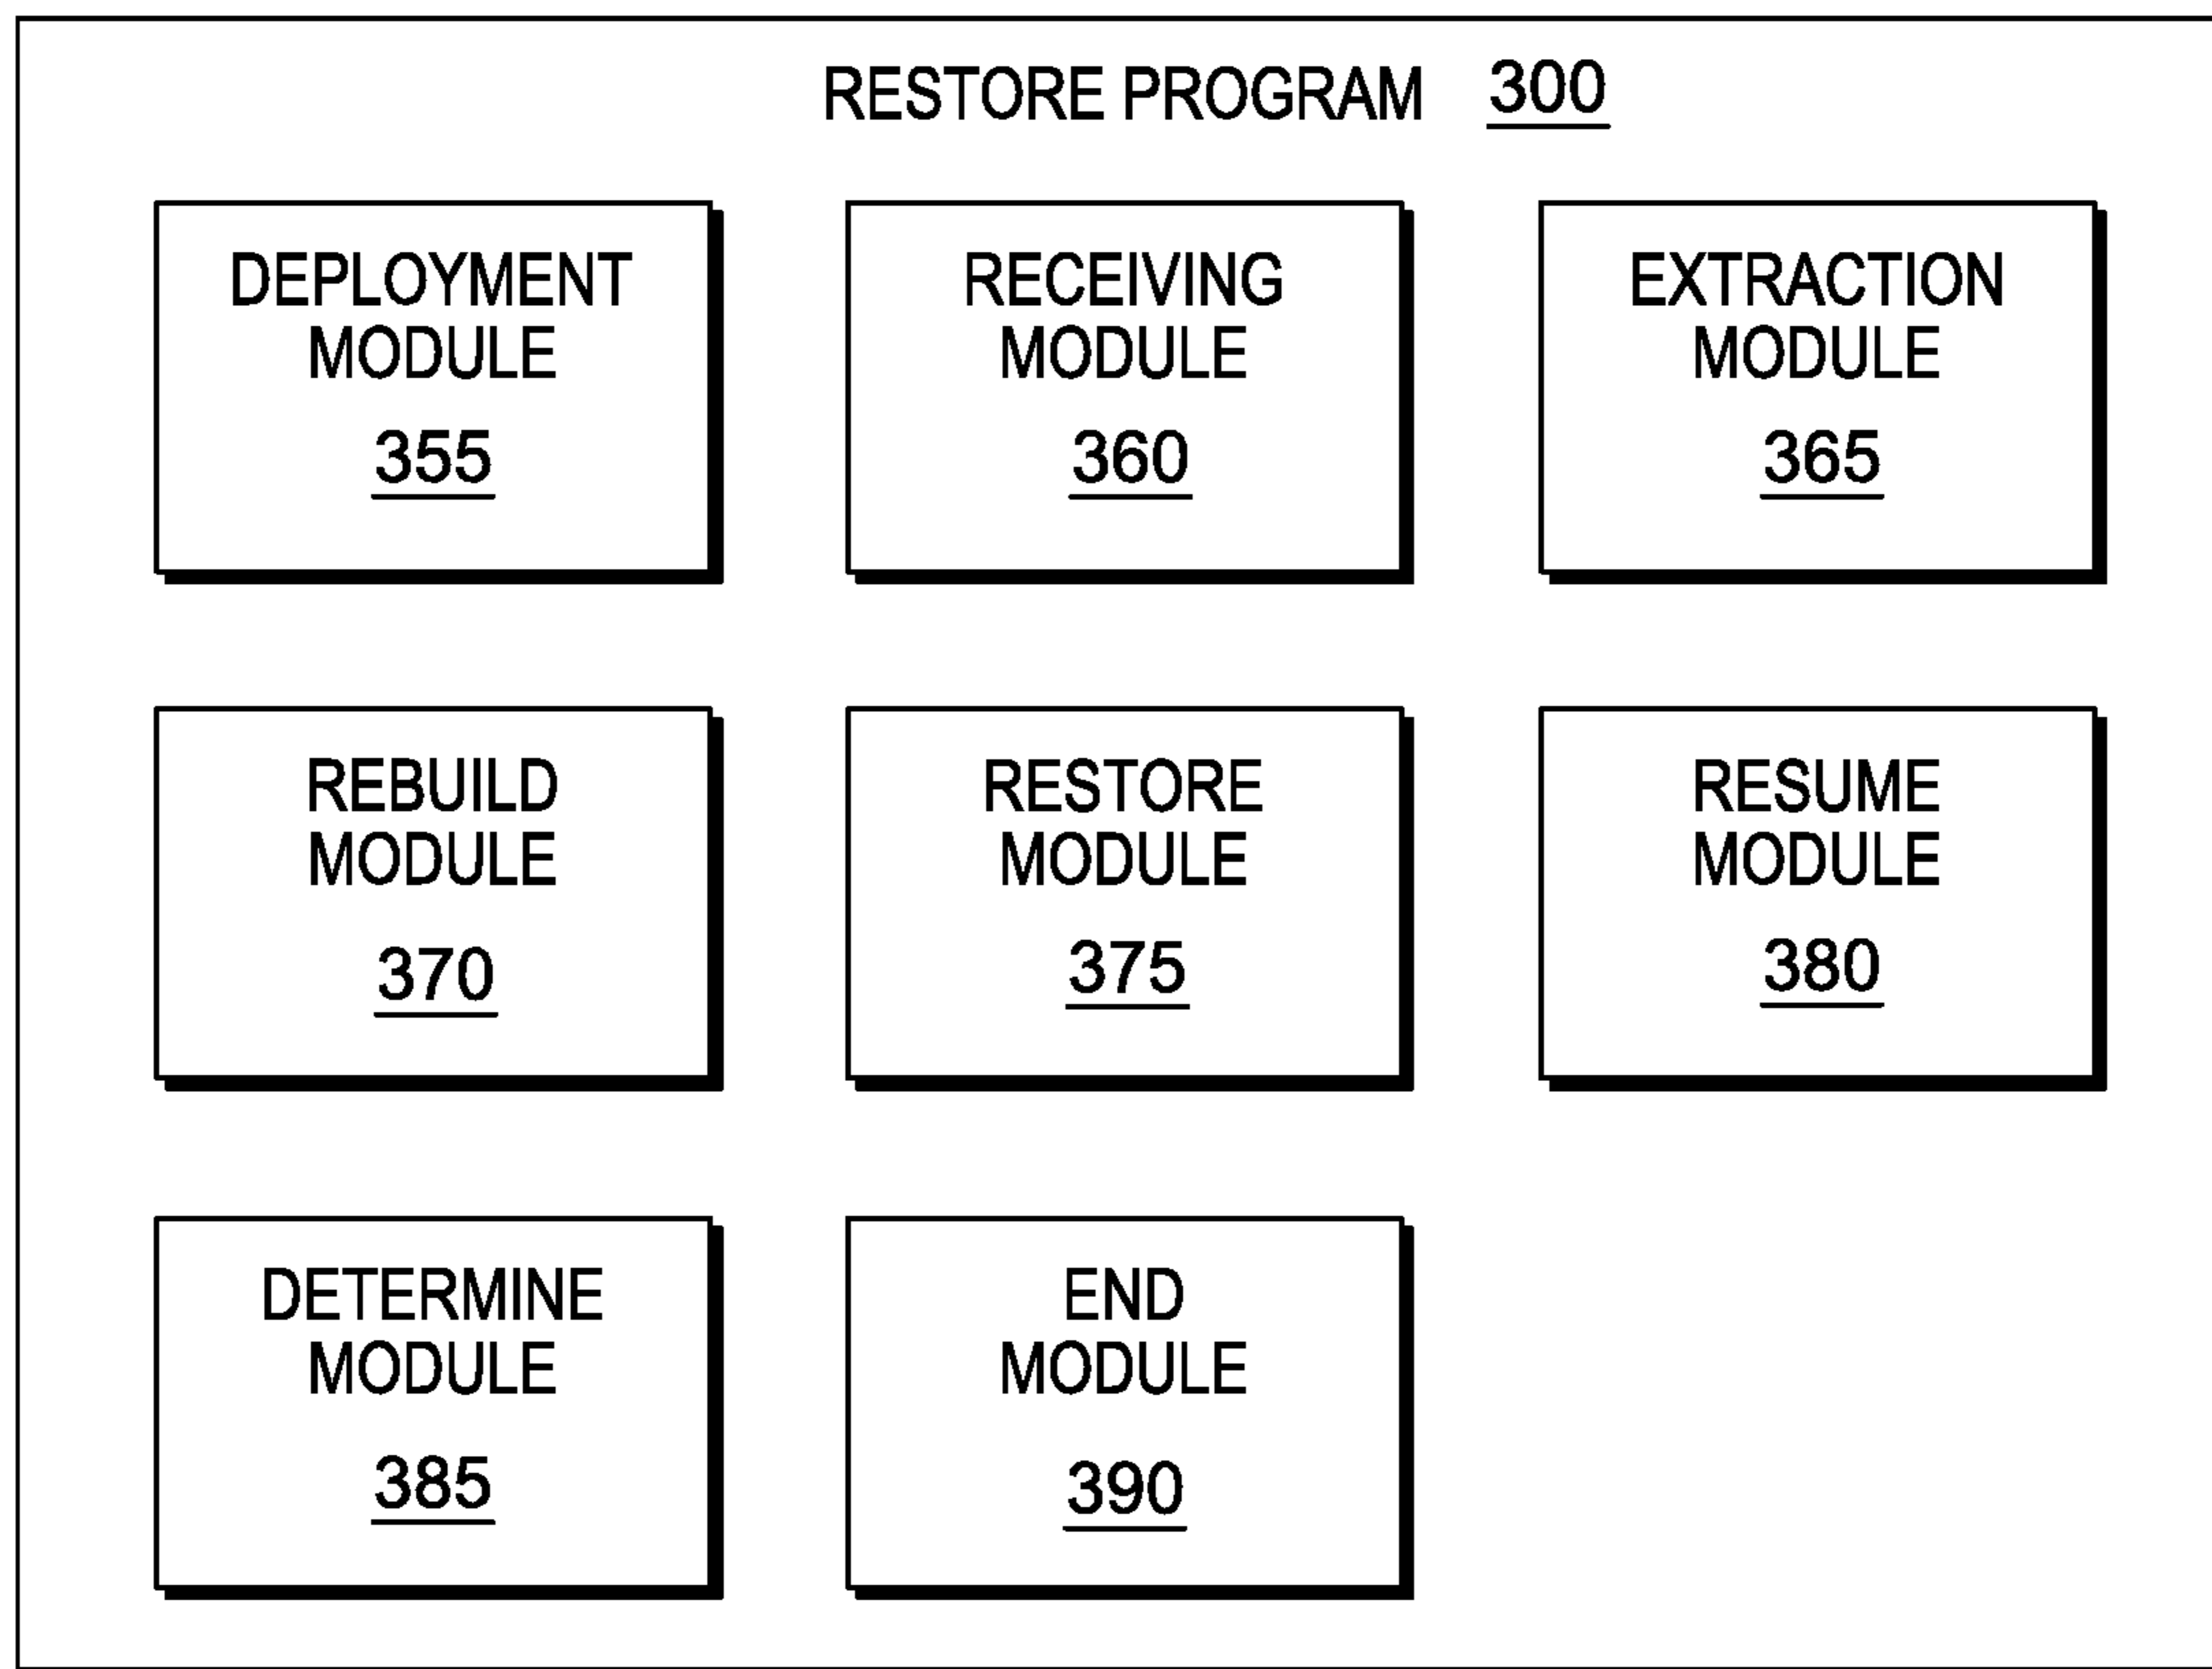 RESTORE PROGRAM 300
DEPLOYMENT
MODULE
355
RECEIVING
MODULE
360
EXTRACTION
MODULE
365
REBUILD
MODULE
370
RESTORE
MODULE
375
RESUME
MODULE
380
DETERMINE
MODULE
385
END
MODULE
390